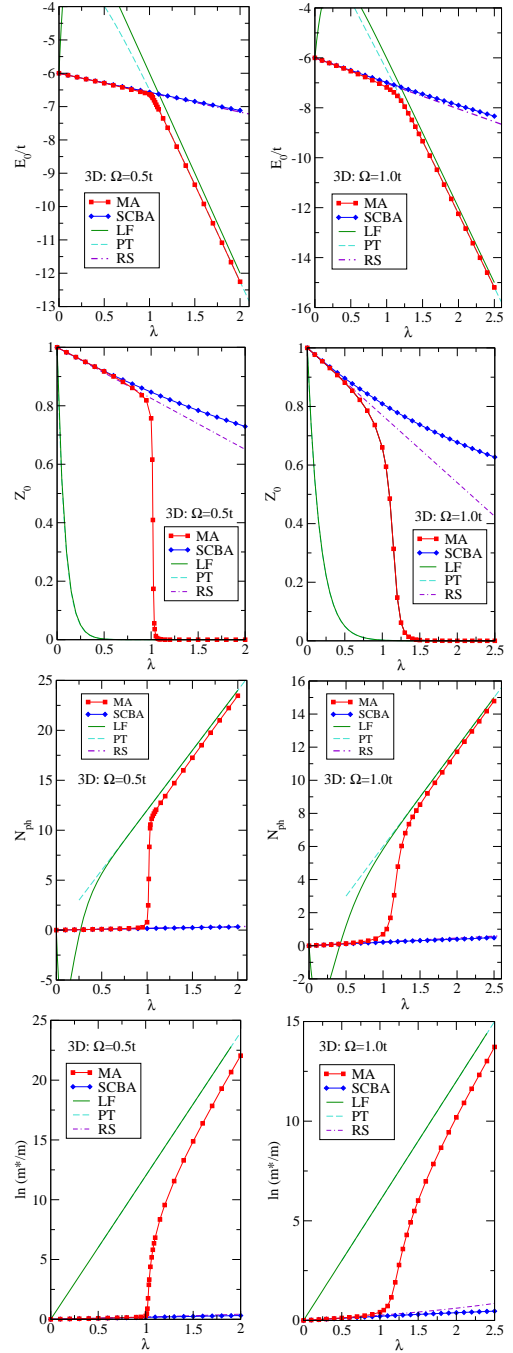 -4
-5
-6
-7
-8
-9
-10
-11
-12
-13
E0/t
3D: Ω=0.5t
MA
SCBA
LF
PT
RS
0 0.5 1 1.5 2
λ
-4
-6
-8
-10
-12
-14
-16
E0/t
3D: Ω=1.0t
MA
SCBA
LF
PT
RS
0 0.5 1 1.5 2 2.5
λ
1
0.8
0.6
0.4
0.2
0
Z0
3D: Ω=0.5t
MA
SCBA
LF
PT
RS
0 0.5 1 1.5 2
λ
1
0.8
0.6
0.4
0.2
0
Z0
3D: Ω=1.0t
MA
SCBA
LF
PT
RS
0 0.5 1 1.5 2 2.5
λ
25
20
15
10
5
0
-5
Nph
MA
SCBA
LF
PT
RS
3D: Ω=0.5t
0 0.5 1 1.5 2
λ
16
14
12
10
8
6
4
2
0
-2
Nph
MA
SCBA
LF
PT
RS
3D: Ω=1.0t
0 0.5 1 1.5 2 2.5
λ
25
22.5
20
15
10
5
0
ln (m*/m)
3D: Ω=0.5t
MA
SCBA
LF
PT
RS
0 0.5 1 1.5 2
λ
15
10
5
0
ln (m*/m)
3D: Ω=1.0t
MA
SCBA
LF
PT
RS
0 0.5 1 1.5 2 2.5
λ